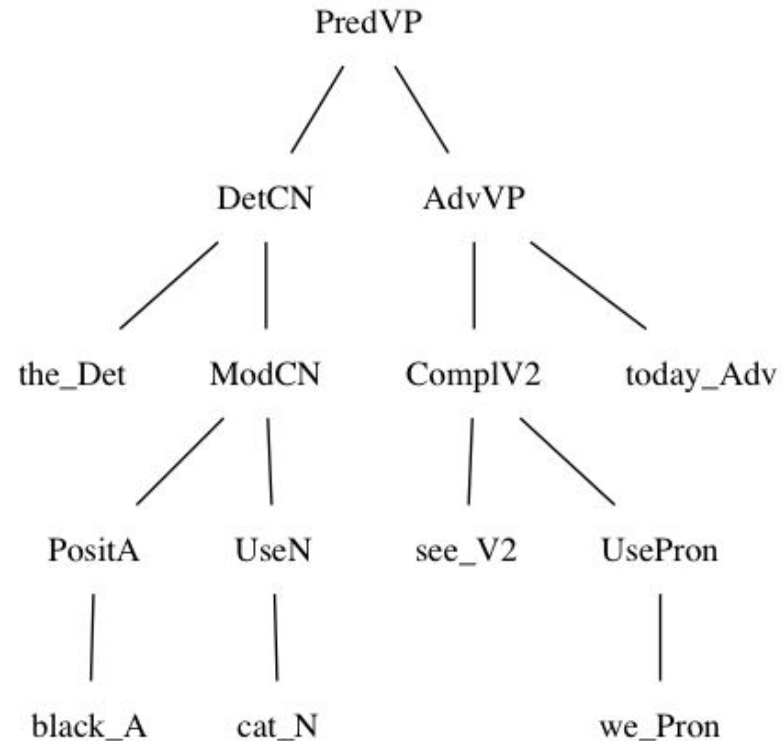 PredVP
DetCN AdvVP
the_Det ModCN ComplV2 today_Adv
PositA UseN see_V2 UsePron
black_A cat_N we_Pron